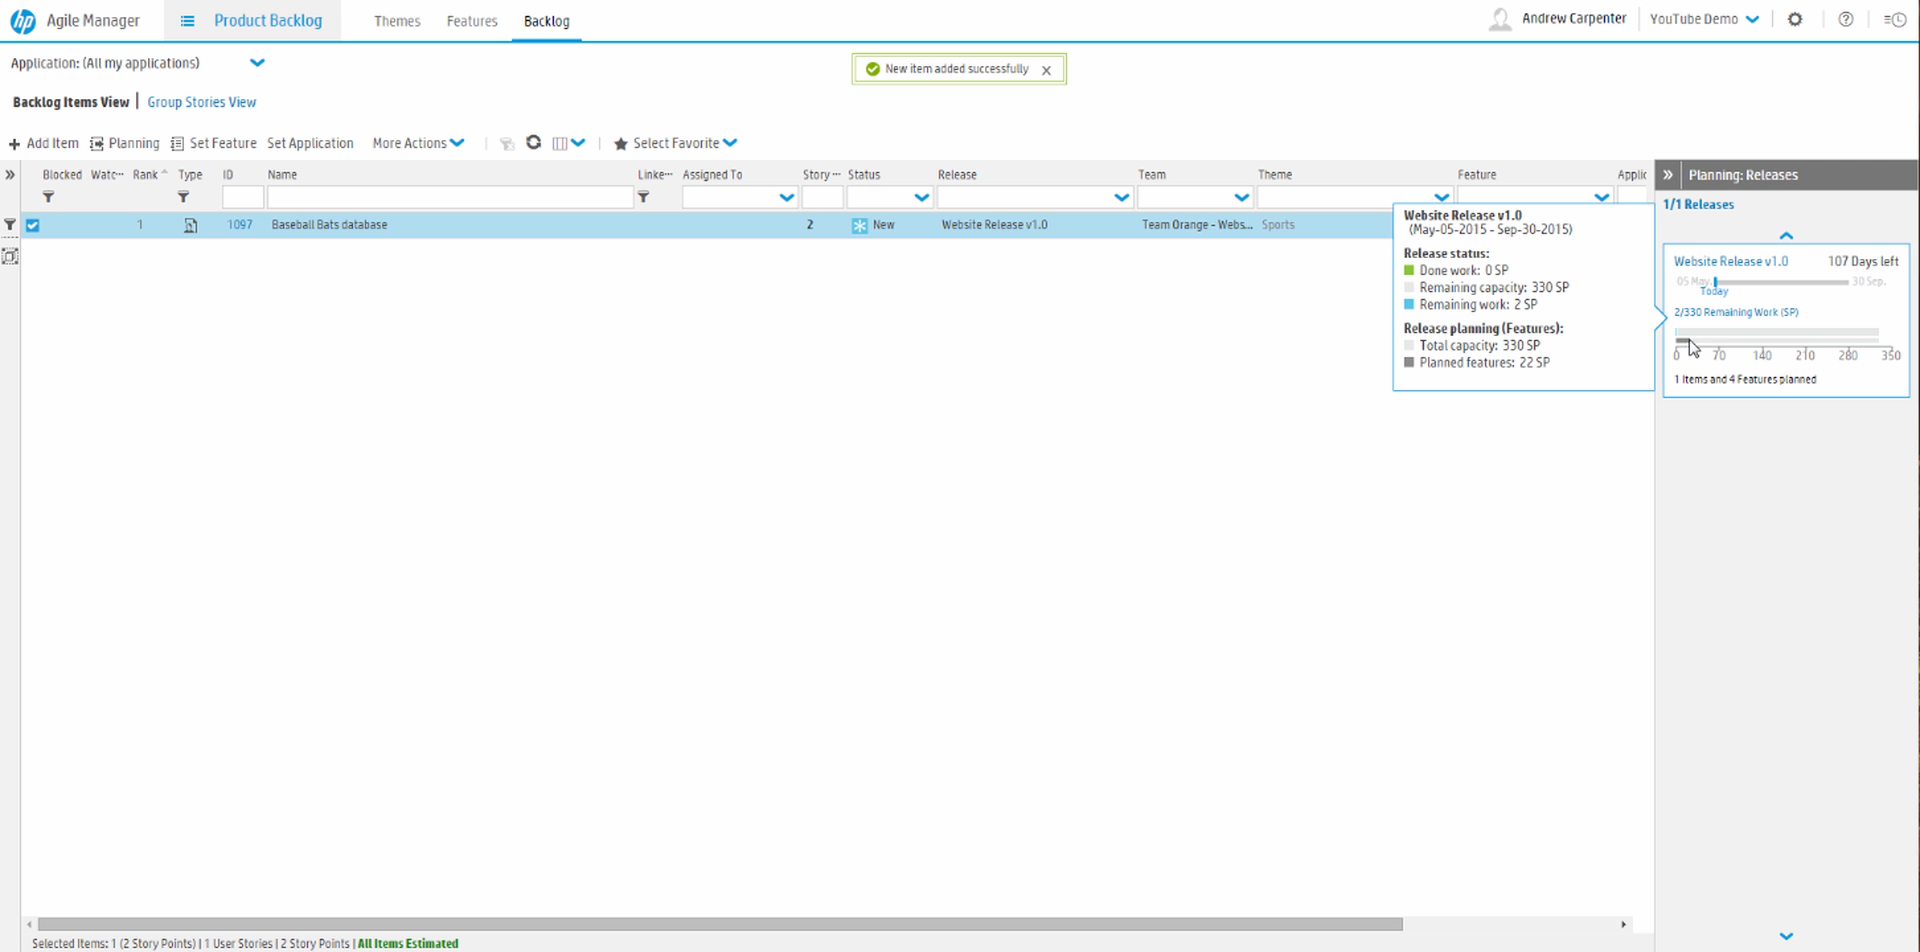 hp Agile Manager Product Backlog Themes Features Backlog Andrew Carpenter YouTube Demo
Application: (All my applications)
New item added successfully
Backlog Items View | Group Stories View
Add Item Planning Set Feature Set Application More Actions Select Favorite
Blocked Watc... Rank Type ID Name Linke... Assigned To Story ... Status Release Team Theme Feature Applic
1 1097 Baseball Bats database 2 New Website Release v1.0 Team Orange - Webs... Sports
Website Release v1.0
(May-05-2015 - Sep-30-2015)
Release status:
Done work: 0 SP
Remaining capacity: 330 SP
Remaining work: 2 SP
Release planning (Features):
Total capacity: 330 SP
Planned features: 22 SP
Planning: Releases
1/1 Releases
Website Release v1.0 107 Days left
05 May. 30 Sep.
Today
2/330 Remaining Work (SP)
0 70 140 210 280 350
1 Items and 4 Features planned
Selected Items: 1 (2 Story Points) | 1 User Stories | 2 Story Points | All Items Estimated